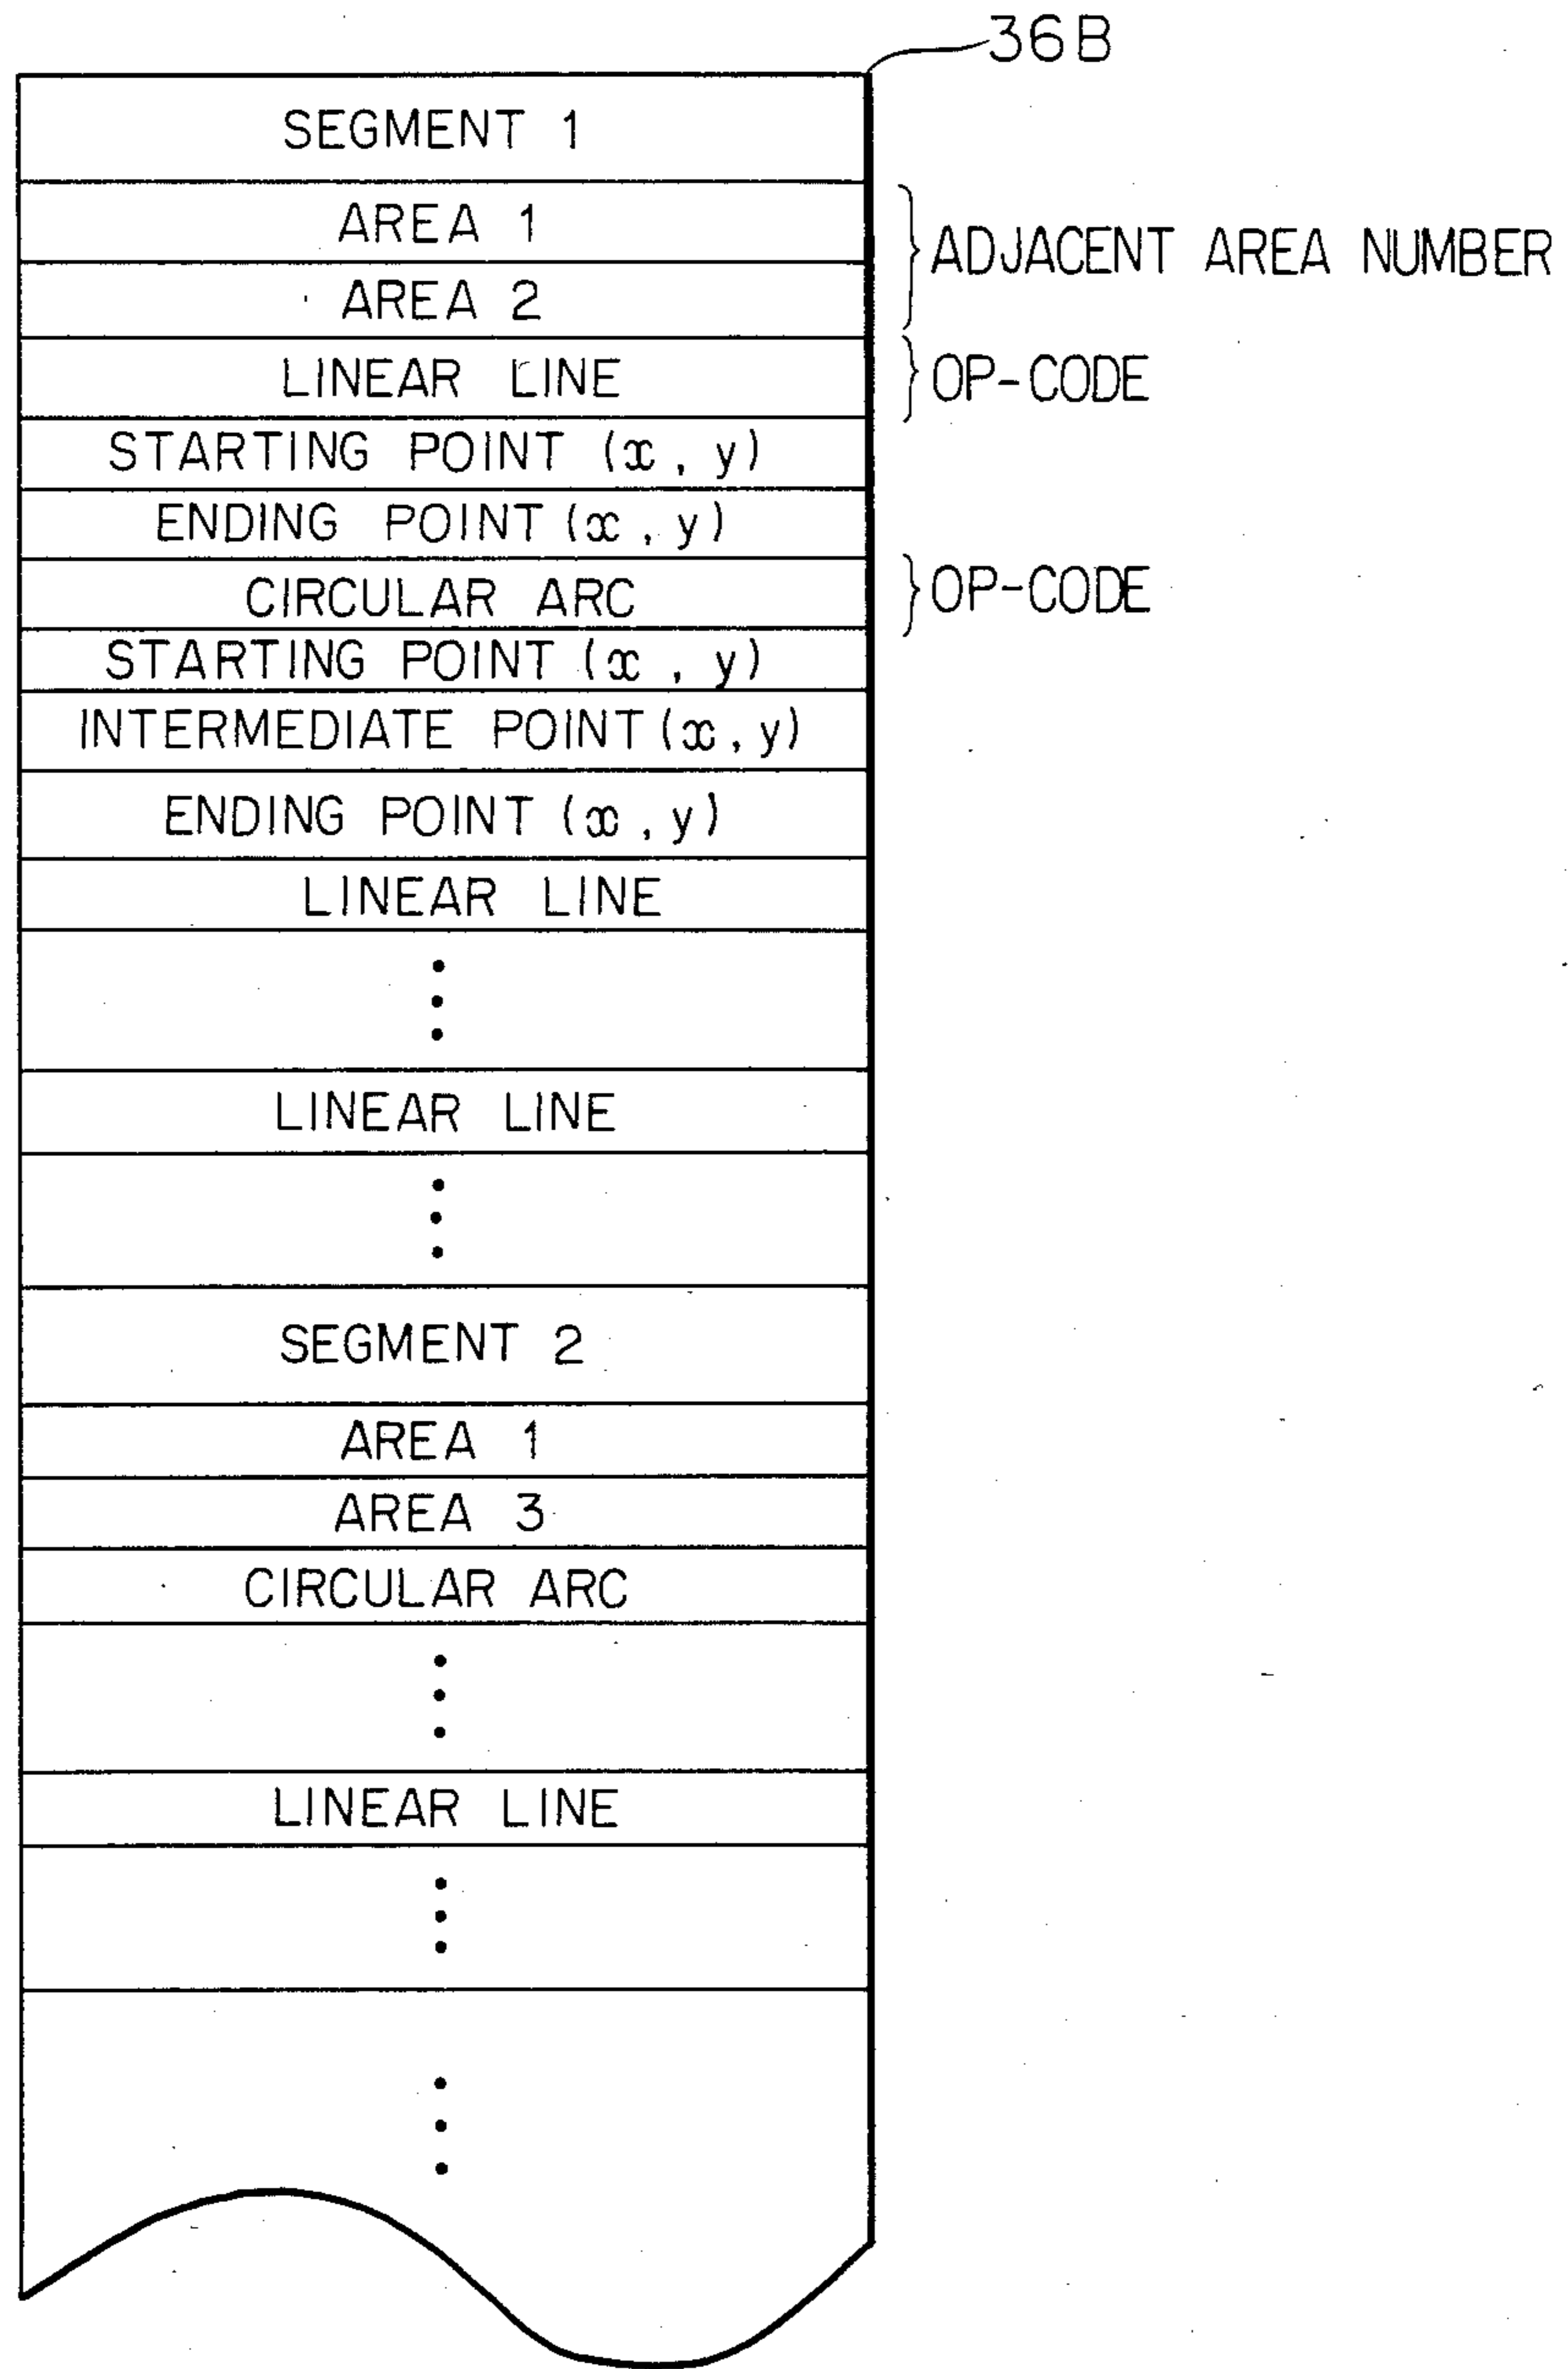 36B
SEGMENT 1
AREA 1
ADJACENT AREA NUMBER
AREA 2
LINEAR LINE
OP-CODE
STARTING POINT (x, y)
ENDING POINT (x, y)
CIRCULAR ARC
OP-CODE
STARTING POINT (x, y)
INTERMEDIATE POINT (x, y)
ENDING POINT (x, y)
LINEAR LINE
LINEAR LINE
SEGMENT 2
AREA 1
AREA 3
CIRCULAR ARC
LINEAR LINE